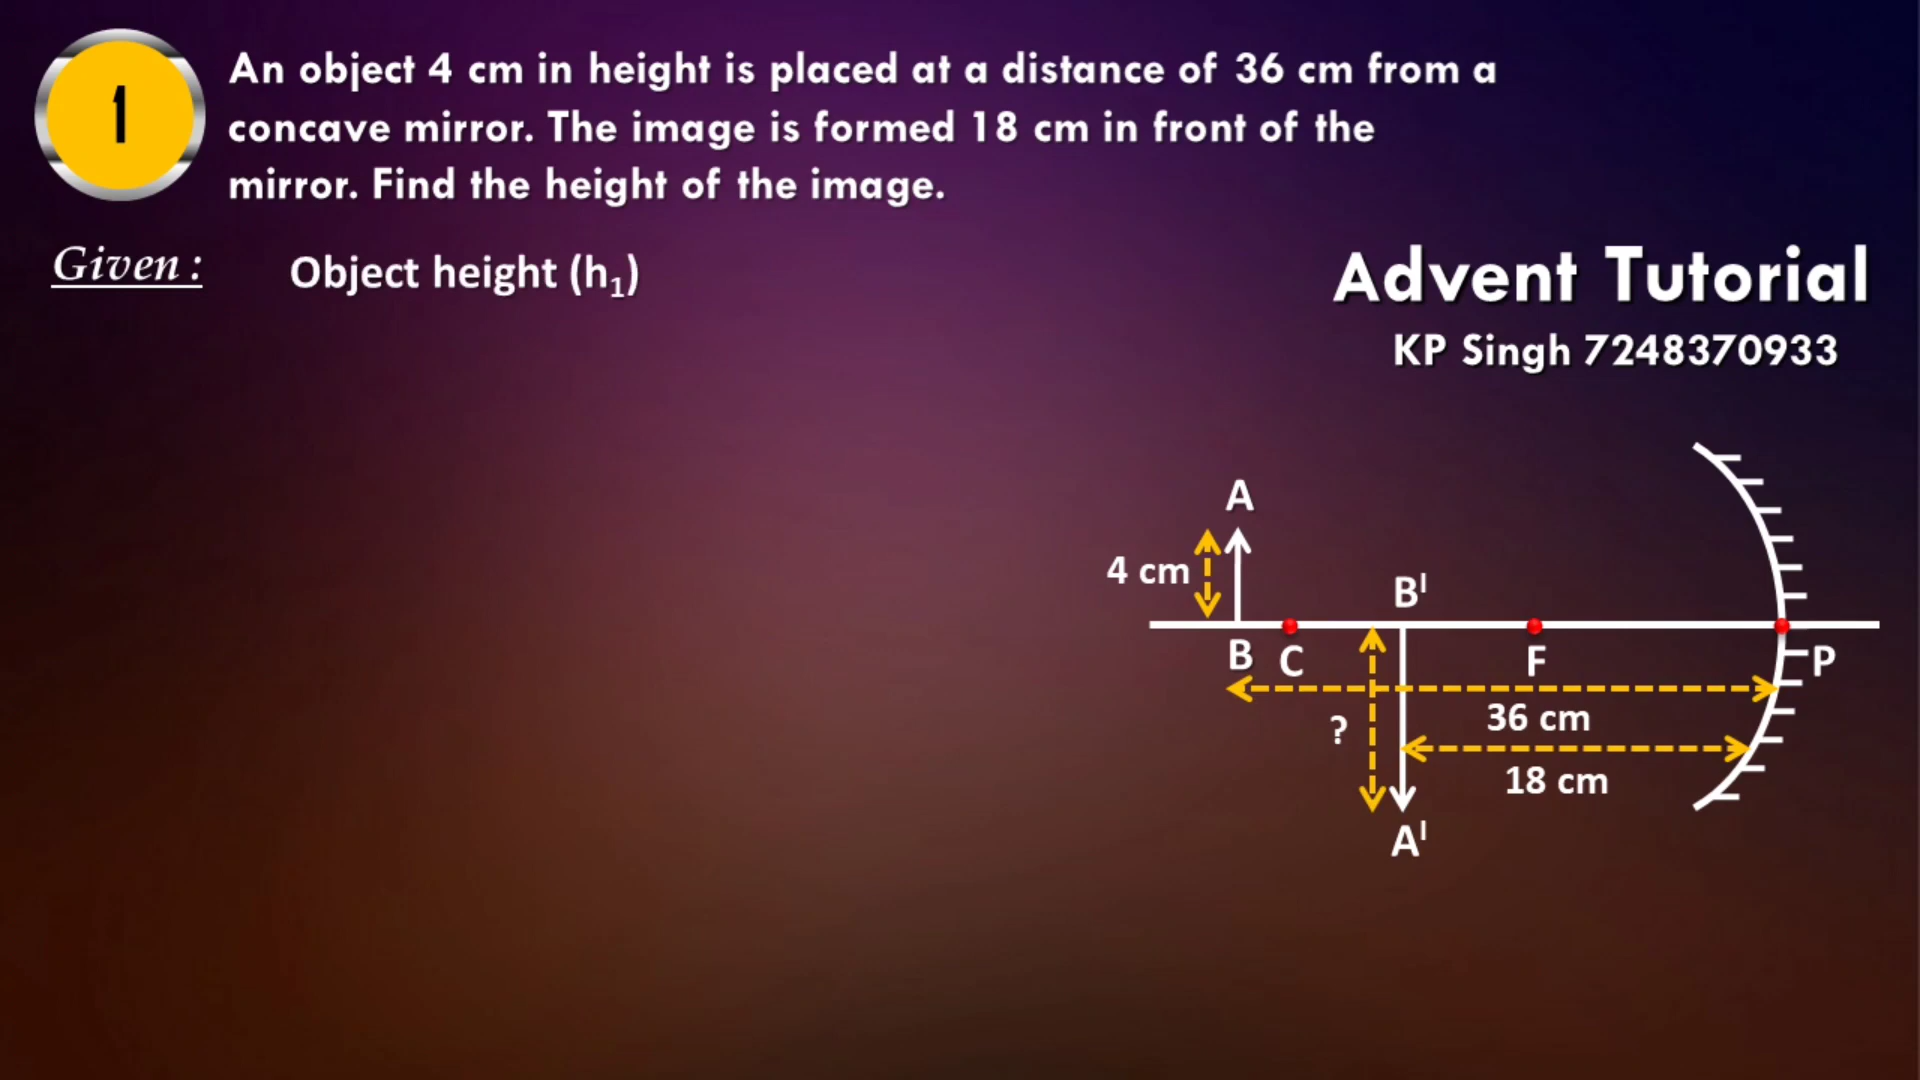 1
An object 4 cm in height is placed at a distance of 36 cm from a
concave mirror. The image is formed 18 cm in front of the
mirror. Find the height of the image.
Given :
Object height (h₁)
Advent Tutorial
KP Singh 7248370933
A
4 cm
Bᴵ
B C F P
36 cm
?
18 cm
Aᴵ